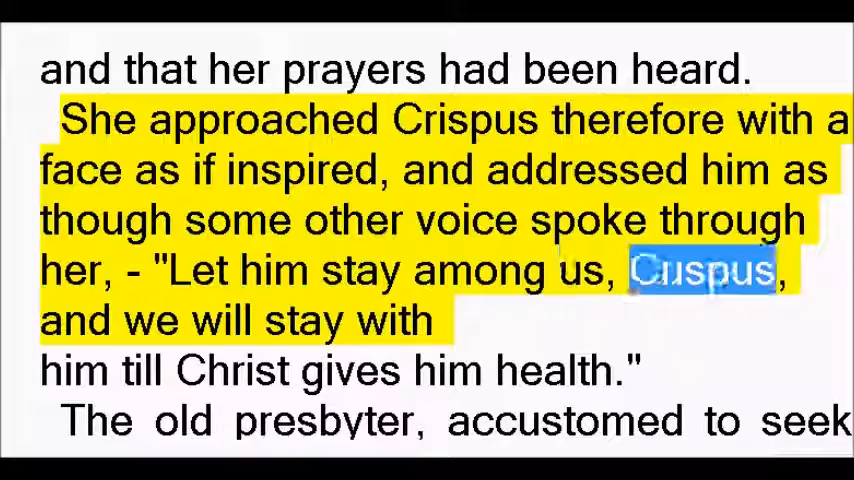 and that her prayers had been heard.
She approached Crispus therefore with a
face as if inspired, and addressed him as
though some other voice spoke through
her, - "Let him stay among us, Crispus,
and we will stay with
him till Christ gives him health."
The old presbyter, accustomed to seek